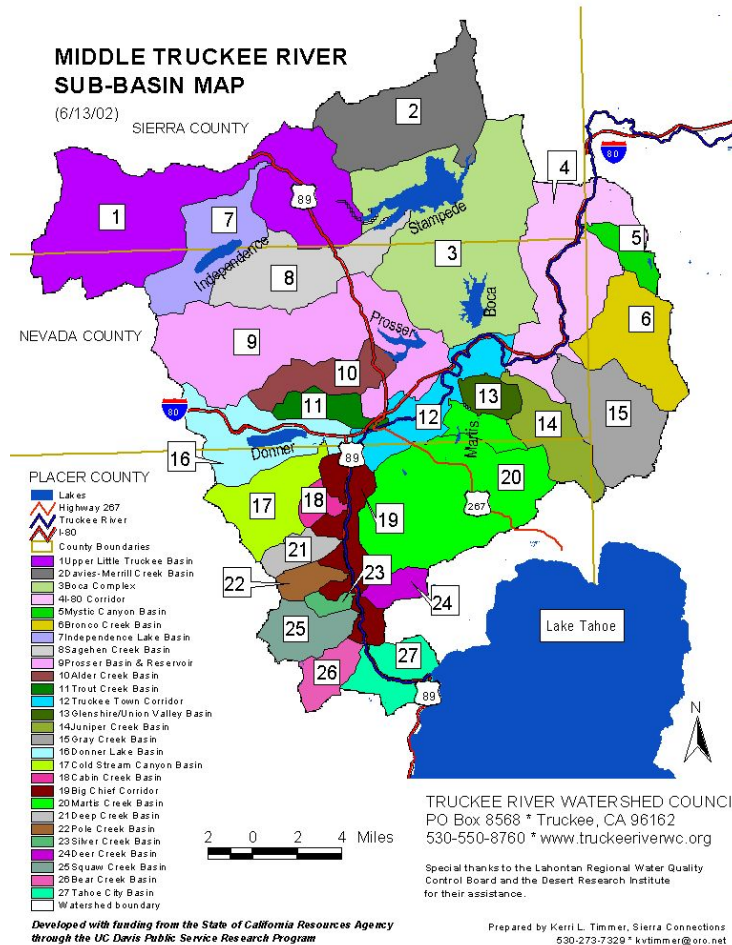 MIDDLE TRUCKEE RIVER
SUB-BASIN MAP
(6/13/02)
SIERRA COUNTY
2
4
80
89
1
7
Stampede
5
Independence
8
3
Boca
6
NEVADA COUNTY
9
Prosser
10
11
12
13
14
15
80
Donner
Martis
16
89
20
PLACER COUNTY
17
18
19
267
21
22
23
24
25
26
27
89
Lake Tahoe
N
Lakes
Highway 267
Truckee River
I-80
County Boundaries
1Upper Little Truckee Basin
2Davies-Merrill Creek Basin
3Boca Complex
4I-80 Corridor
5Mystic Canyon Basin
6Bronco Creek Basin
7Independence Lake Basin
8Sagehen Creek Basin
9Prosser Basin & Reservoir
10Alder Creek Basin
11Trout Creek Basin
12Truckee Town Corridor
13Glenshire/Union Valley Basin
14Juniper Creek Basin
15Gray Creek Basin
16Donner Lake Basin
17Cold Stream Canyon Basin
18Cabin Creek Basin
19Big Chief Corridor
20Martis Creek Basin
21Deep Creek Basin
22Pole Creek Basin
23Silver Creek Basin
24Deer Creek Basin
25Squaw Creek Basin
26Bear Creek Basin
27Tahoe City Basin
Watershed boundary
2 0 2 4 Miles
TRUCKEE RIVER WATERSHED COUNCI
PO Box 8568 * Truckee, CA 96162
530-550-8760 * www.truckeeriverwc.org
Special thanks to the Lahontan Regional Water Quality
Control Board and the Desert Research Institute
for their assistance.
Developed with funding from the State of California Resources Agency
through the UC Davis Public Service Research Program
Prepared by Kerri L. Timmer, Sierra Connections
530-273-7329 * kvtimmer@oro.net